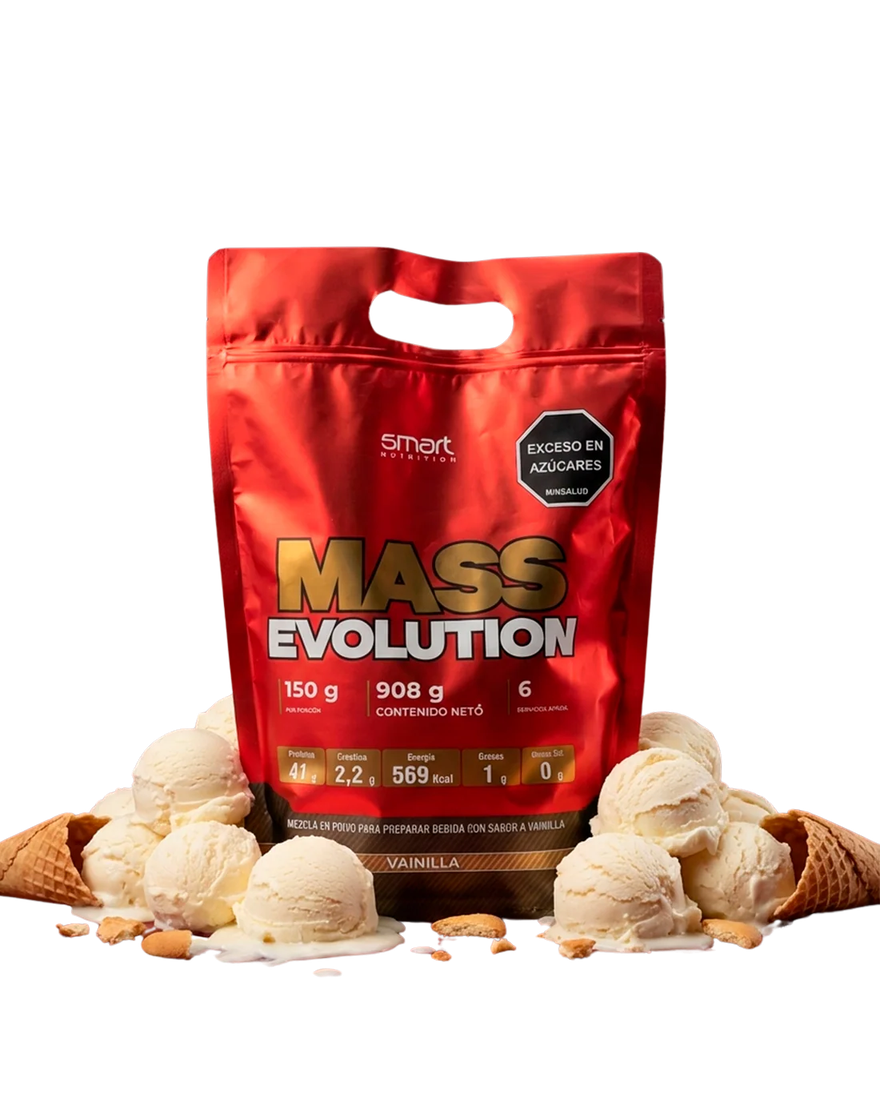 smart
NUTRITION
EXCESO EN
AZÚCARES
MINSALUD
MASS
EVOLUTION
150 g
908 g
CONTENIDO NETÓ
6
Energía
41 g
2,2 g
569 Kcal
1 g
0 g
MEZCLA EN POLVO PARA PREPARAR BEBIDA CON SABOR A VAINILLA
VAINILLA